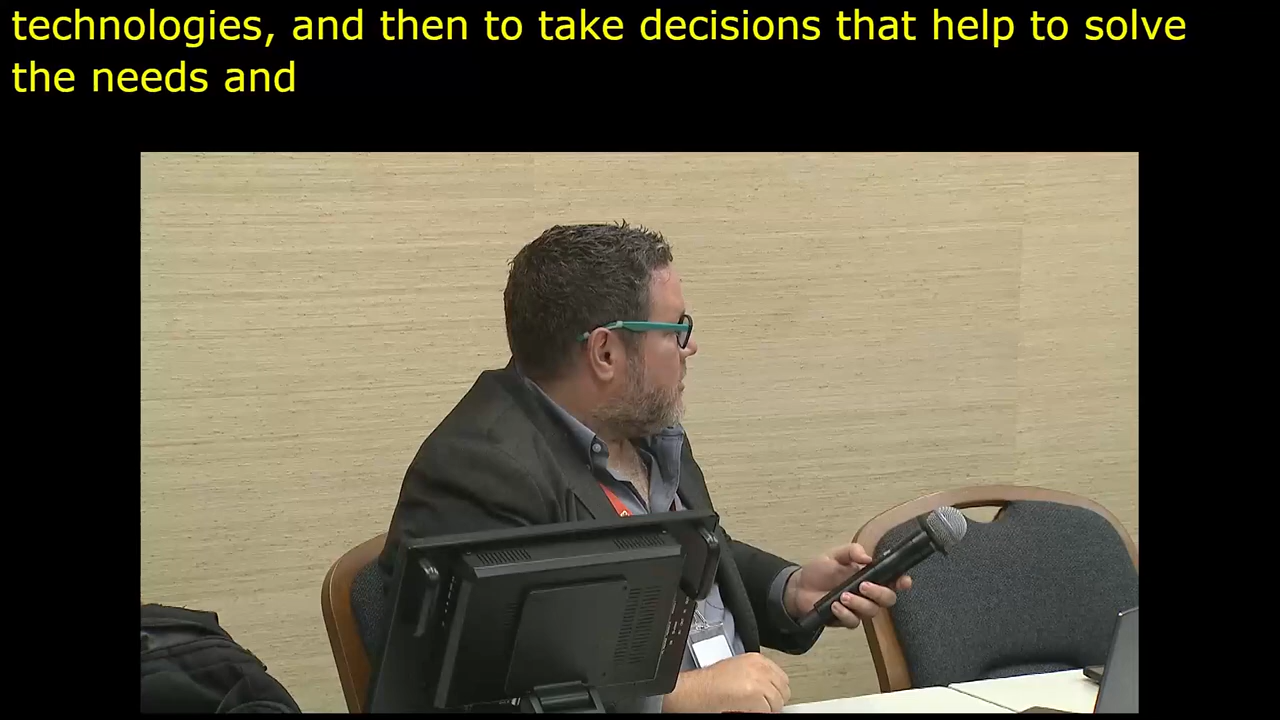 technologies, and then to take decisions that help to solve
the needs and